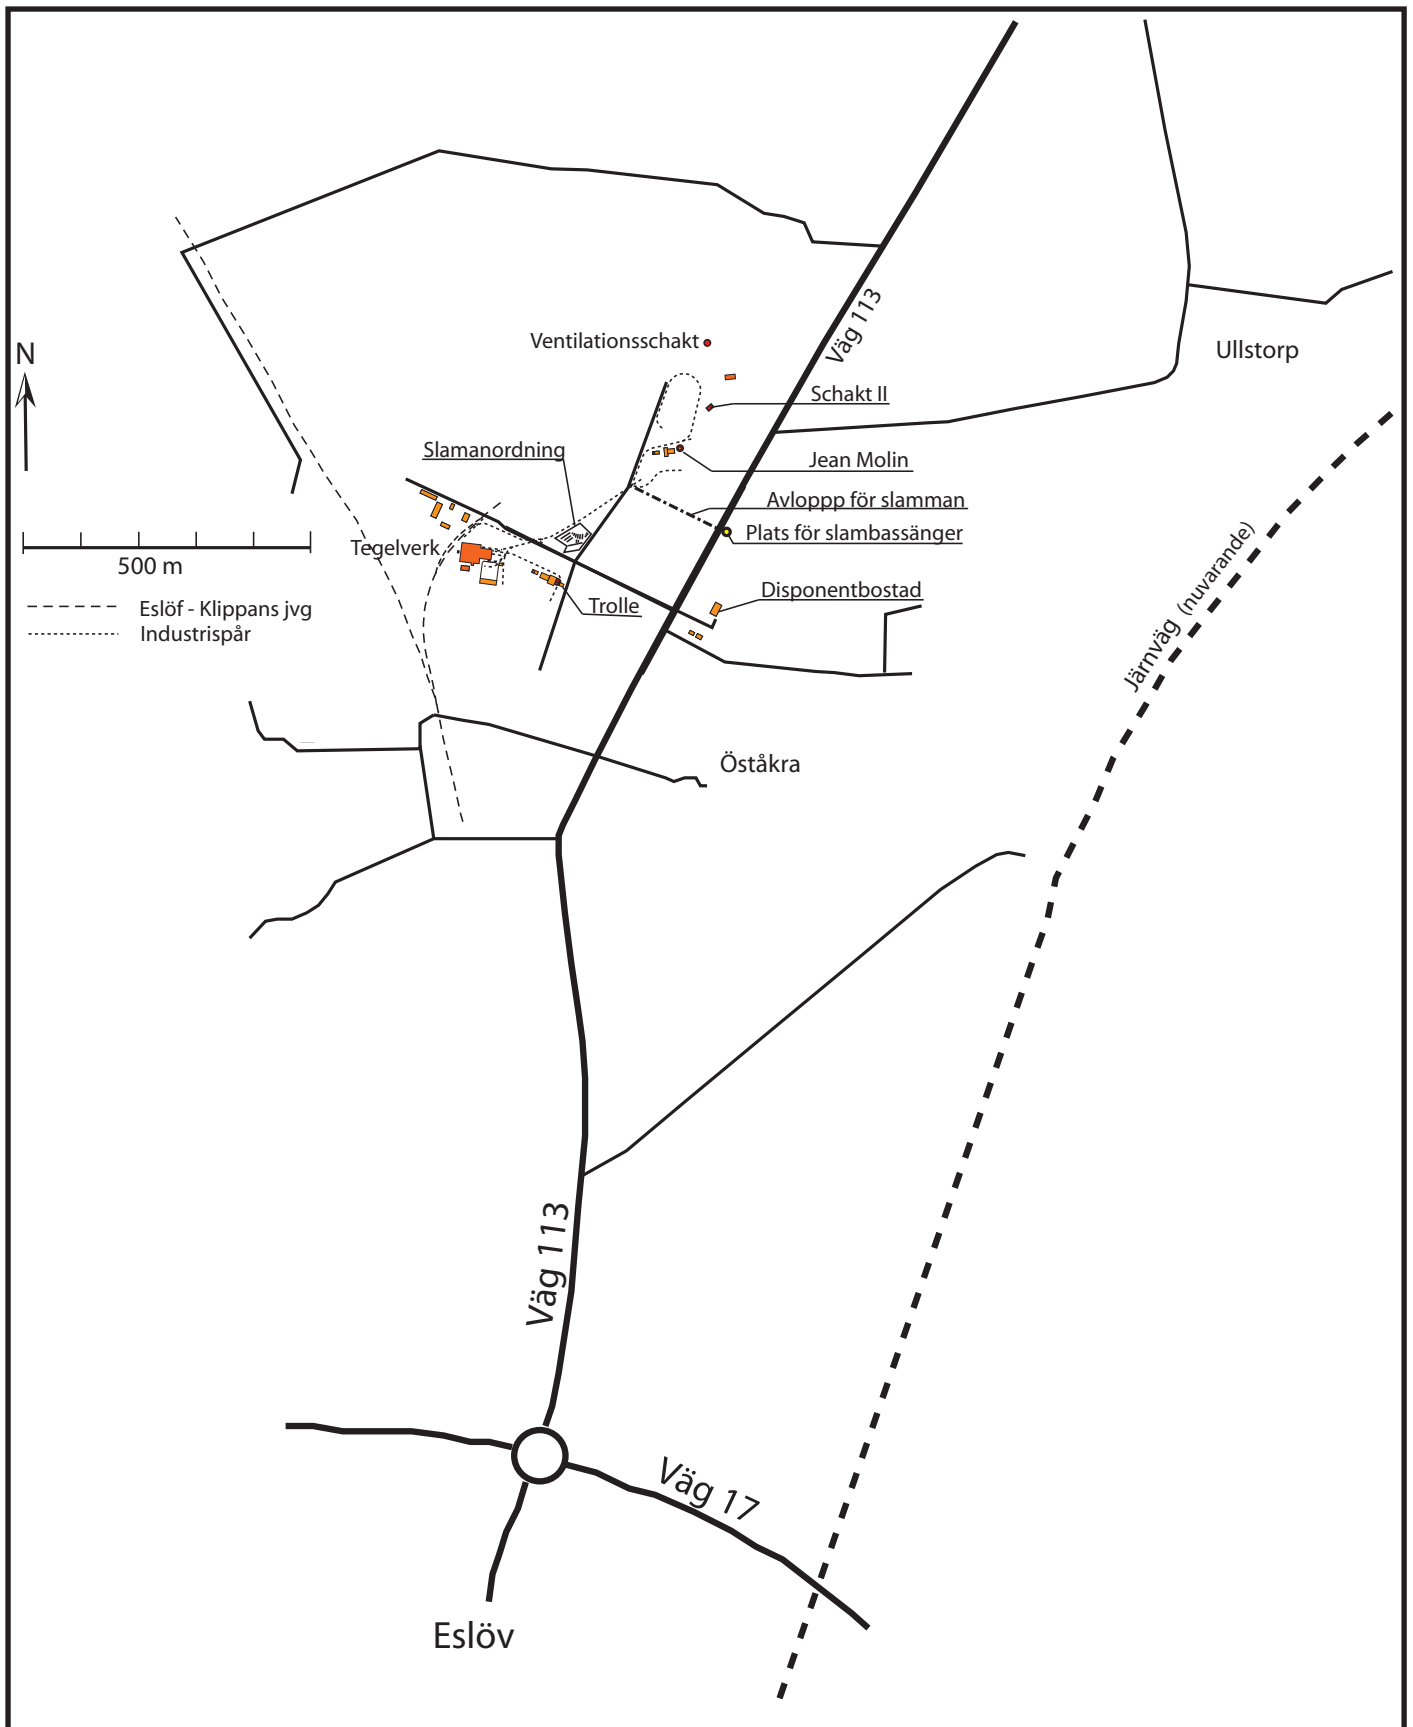 Väg 113
Ventilationsschakt
N
Ullstorp
Schakt II
Slamanordning
Jean Molin
Avloppp för slamman
Plats för slambassänger
Tegelverk
500 m
Disponentbostad
Trolle
Eslöf - Klippans jvg
Industrispår
Järnväg (nuvarande)
Öståkra
Väg 113
Väg 17
Eslöv